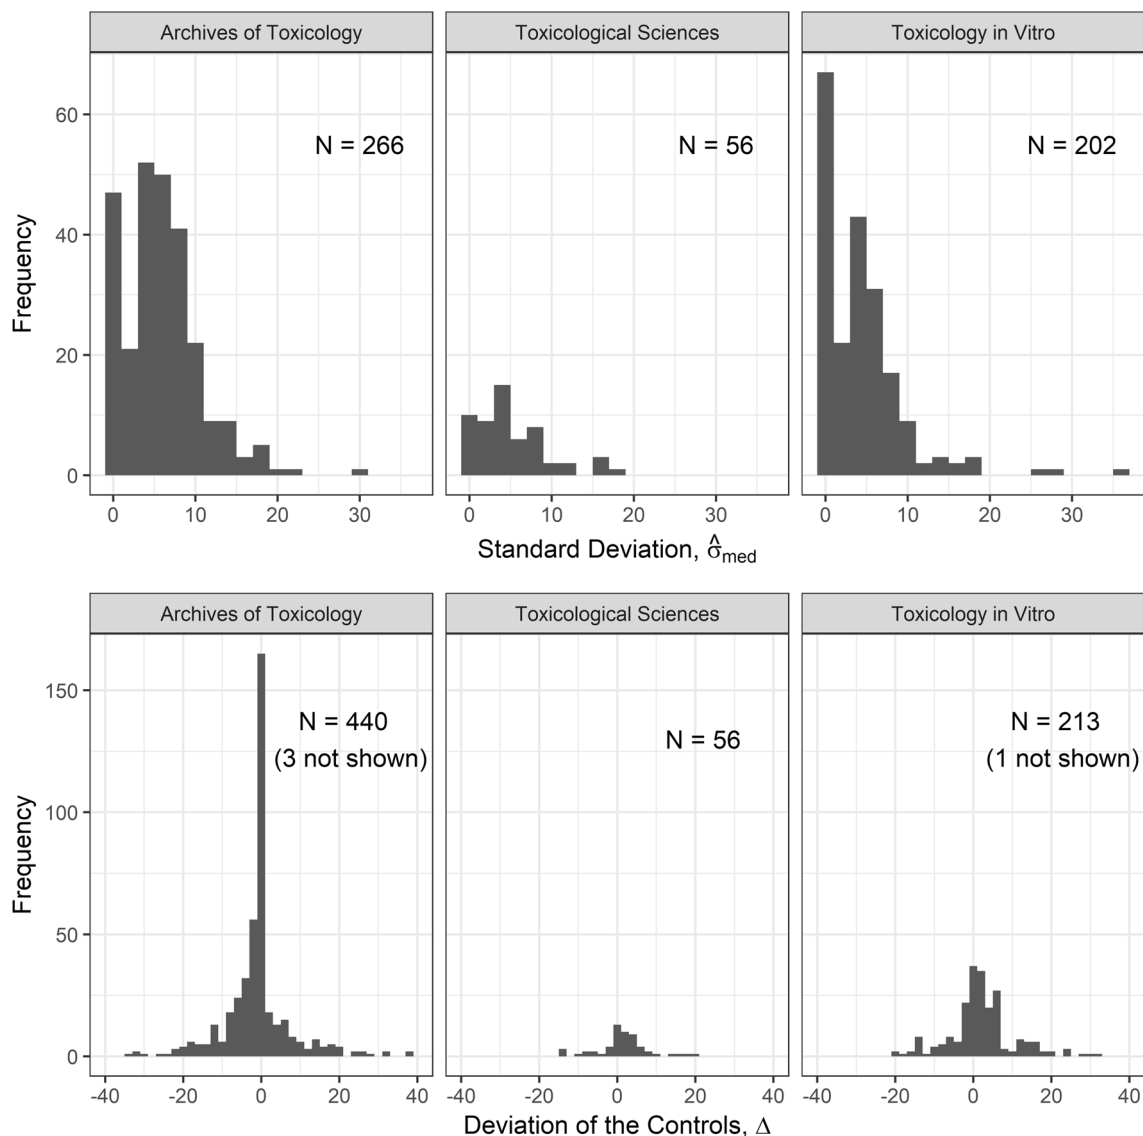 Archives of Toxicology Toxicological Sciences Toxicology in Vitro
60
40
20
0
Frequency
N = 266 N = 56 N = 202
0 10 20 30 0 10 20 30 0 10 20 30
Standard Deviation, σ̂med
Archives of Toxicology Toxicological Sciences Toxicology in Vitro
150
100
50
0
Frequency
N = 440
(3 not shown)
N = 56
N = 213
(1 not shown)
-40 -20 0 20 40 -40 -20 0 20 40 -40 -20 0 20 40
Deviation of the Controls, Δ